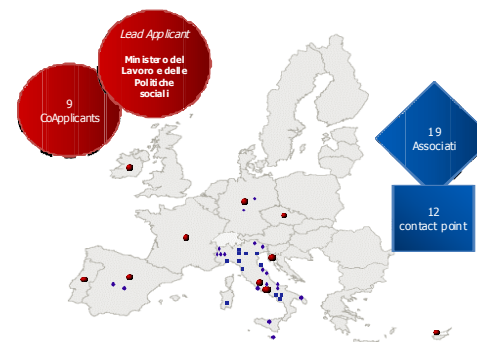 Lead Applicant
Ministero del
Lavoro e delle
Politiche
sociali
9
CoApplicants
19
Associati
12
contact point